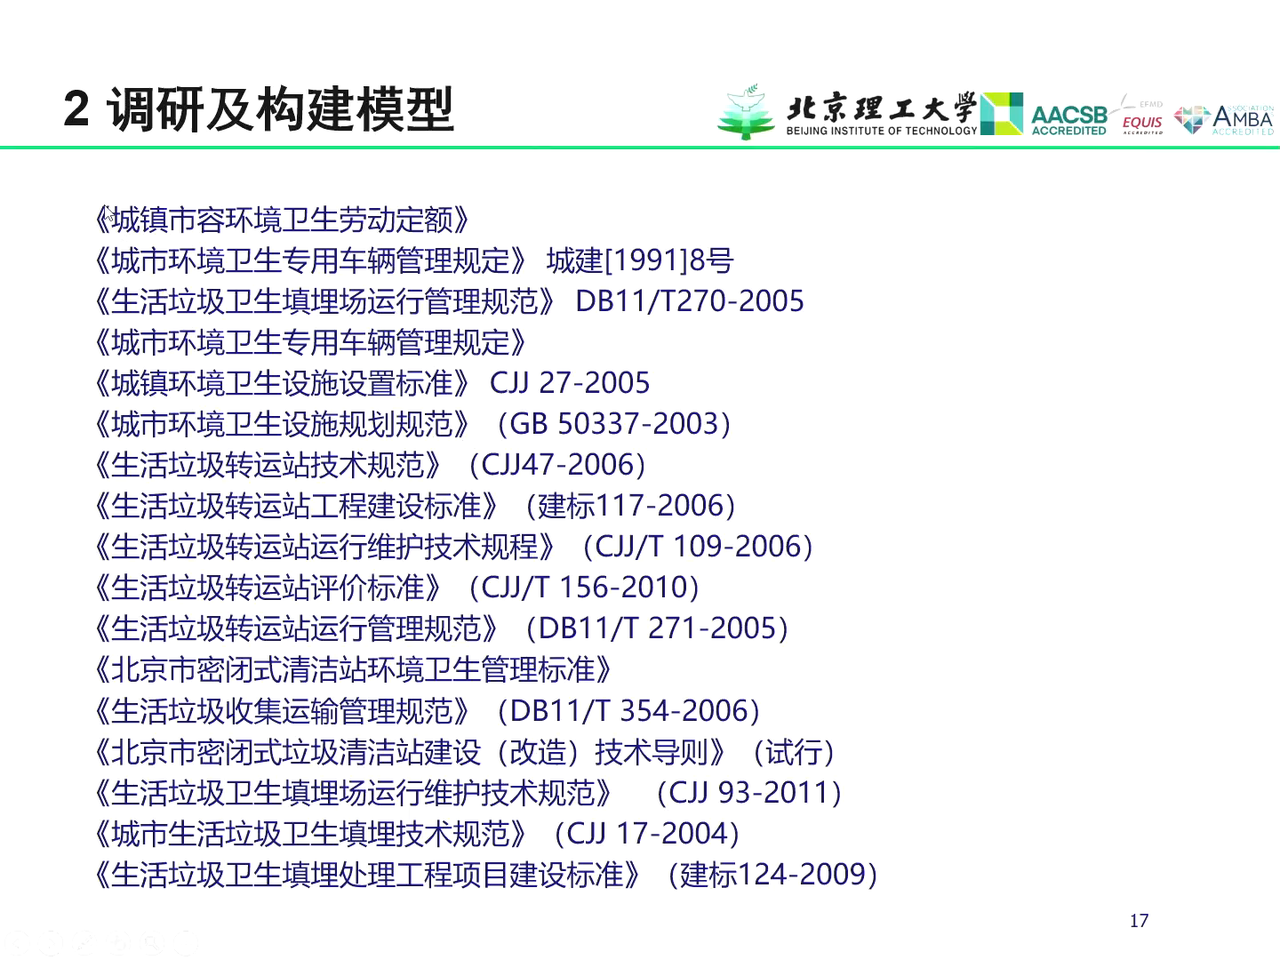 2 调研及构建模型
北京理工大学
BEIJING INSTITUTE OF TECHNOLOGY
AACSB
ACCREDITED
EFMD
EQUIS
ACCREDITED
ASSOCIATION
AMBA
ACCREDITED
《城镇市容环境卫生劳动定额》
《城市环境卫生专用车辆管理规定》 城建[1991]8号
《生活垃圾卫生填埋场运行管理规范》 DB11/T270-2005
《城市环境卫生专用车辆管理规定》
《城镇环境卫生设施设置标准》 CJJ 27-2005
《城市环境卫生设施规划规范》（GB 50337-2003）
《生活垃圾转运站技术规范》（CJJ47-2006）
《生活垃圾转运站工程建设标准》（建标117-2006）
《生活垃圾转运站运行维护技术规程》（CJJ/T 109-2006）
《生活垃圾转运站评价标准》（CJJ/T 156-2010）
《生活垃圾转运站运行管理规范》（DB11/T 271-2005）
《北京市密闭式清洁站环境卫生管理标准》
《生活垃圾收集运输管理规范》（DB11/T 354-2006）
《北京市密闭式垃圾清洁站建设（改造）技术导则》（试行）
《生活垃圾卫生填埋场运行维护技术规范》 （CJJ 93-2011）
《城市生活垃圾卫生填埋技术规范》（CJJ 17-2004）
《生活垃圾卫生填埋处理工程项目建设标准》（建标124-2009）
17